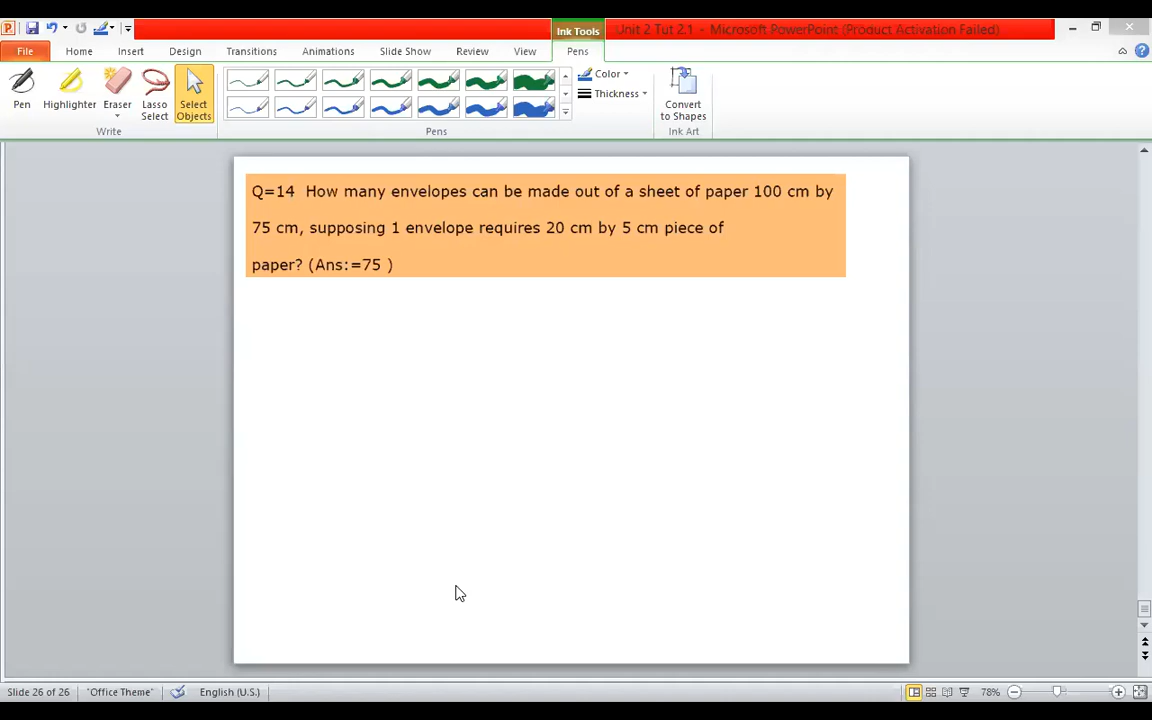 Ink Tools
Unit 2 Tut 2.1 - Microsoft PowerPoint (Product Activation Failed)
File Home Insert Design Transitions Animations Slide Show Review View Pens
Pen Highlighter Eraser Lasso Select Select Objects
Color
Thickness
Convert to Shapes
Write Pens Ink Art
Q=14 How many envelopes can be made out of a sheet of paper 100 cm by
75 cm, supposing 1 envelope requires 20 cm by 5 cm piece of
paper? (Ans:=75 )
Slide 26 of 26 "Office Theme" English (U.S.) 78%